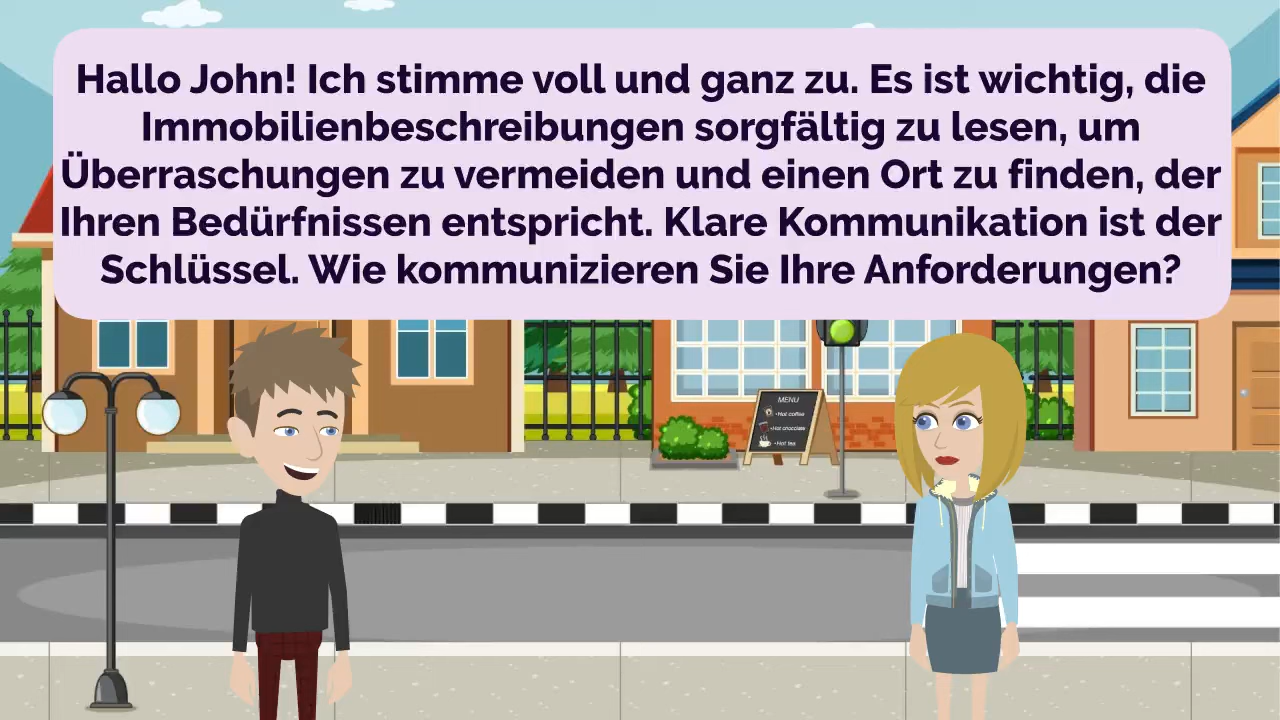 Hallo John! Ich stimme voll und ganz zu. Es ist wichtig, die
Immobilienbeschreibungen sorgfältig zu lesen, um
Überraschungen zu vermeiden und einen Ort zu finden, der
Ihren Bedürfnissen entspricht. Klare Kommunikation ist der
Schlüssel. Wie kommunizieren Sie Ihre Anforderungen?
MENU
•Hot coffee
•Hot chocolate
•Hot tea